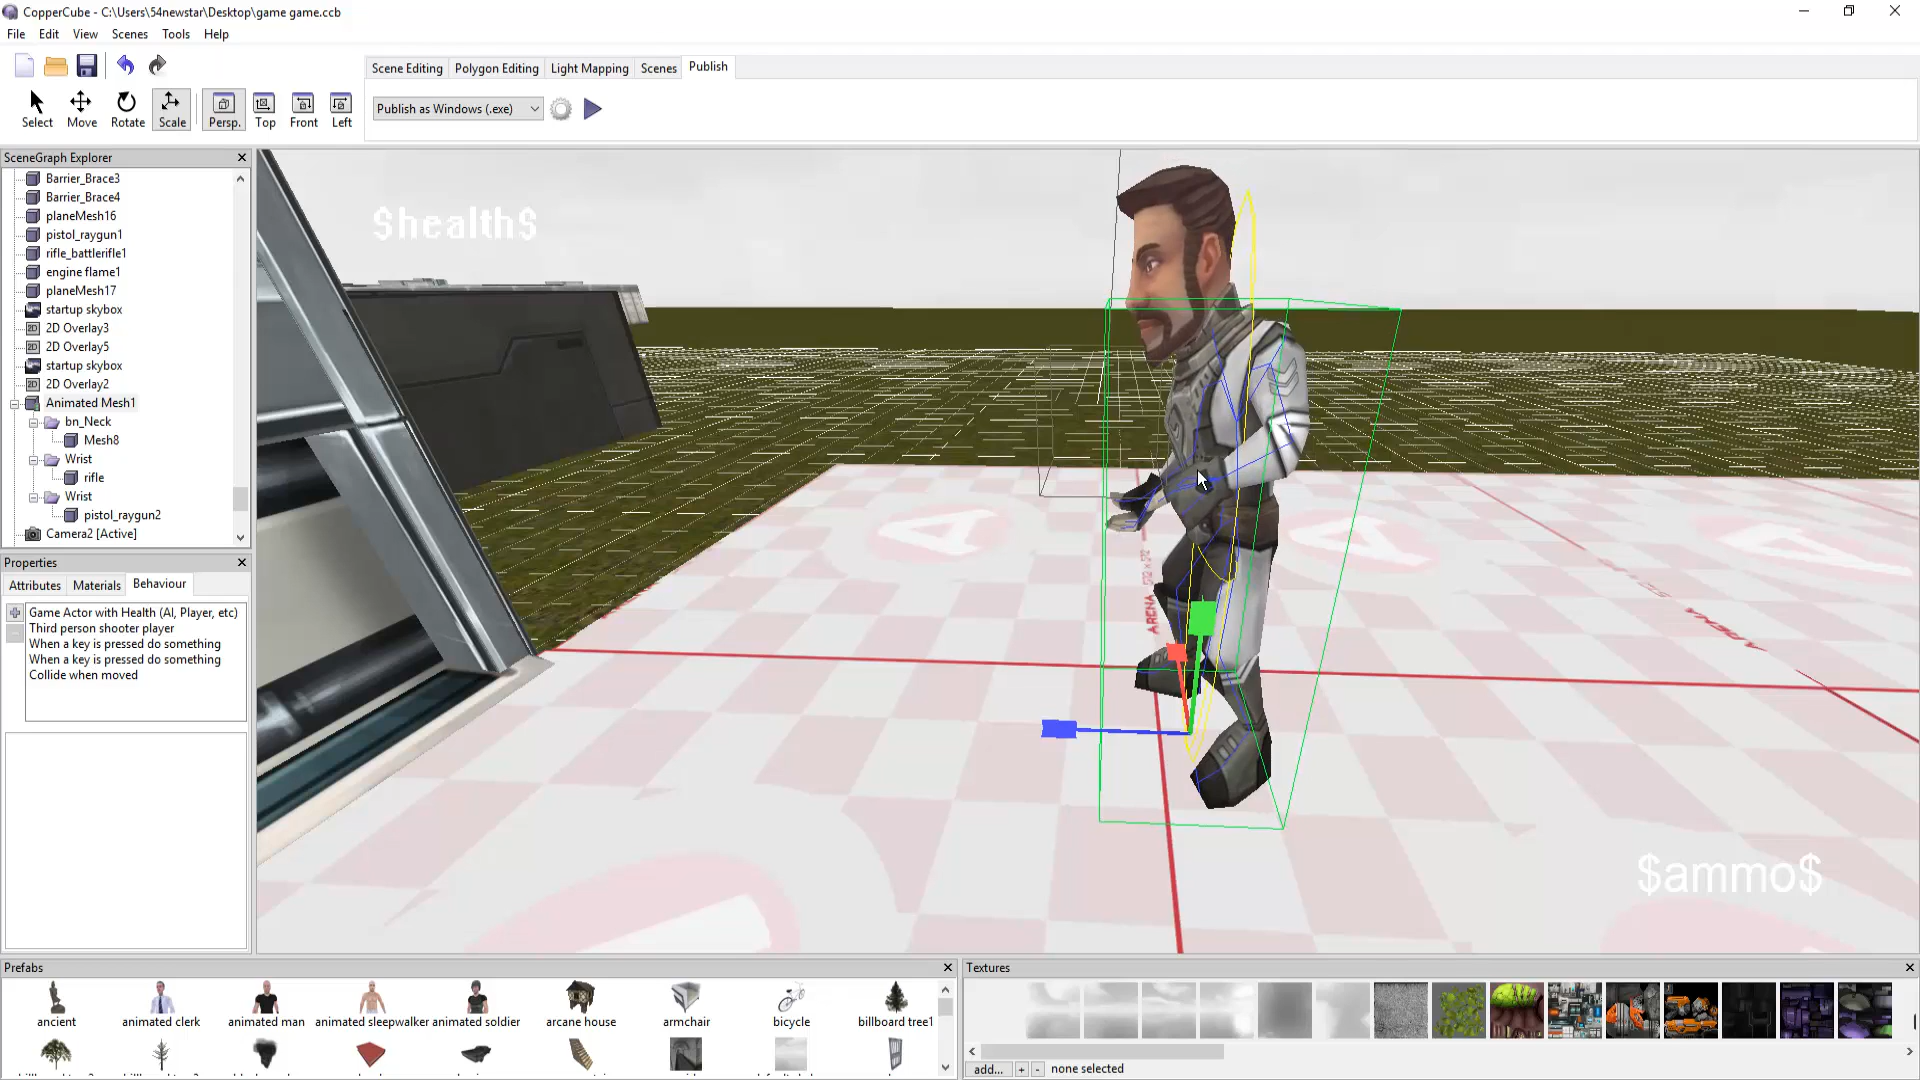 CopperCube - C:\Users\54newstar\Desktop\game game.ccb
File Edit View Scenes Tools Help
Scene Editing Polygon Editing Light Mapping Scenes Publish
Select Move Rotate Scale Persp. Top Front Left
Publish as Windows (.exe)
SceneGraph Explorer
Barrier_Brace3
Barrier_Brace4
planeMesh16
pistol_raygun1
rifle_battlerifle1
engine flame1
planeMesh17
startup skybox
2D Overlay3
2D Overlay5
startup skybox
2D Overlay2
Animated Mesh1
bn_Neck
Mesh8
Wrist
rifle
Wrist
pistol_raygun2
Camera2 [Active]
Properties
Attributes Materials Behaviour
Game Actor with Health (AI, Player, etc)
Third person shooter player
When a key is pressed do something
When a key is pressed do something
Collide when moved
$health$
ARENA
$ammo$
Prefabs
ancient animated clerk animated man animated sleepwalker animated soldier arcane house armchair bicycle billboard tree1
Textures
add... + - none selected